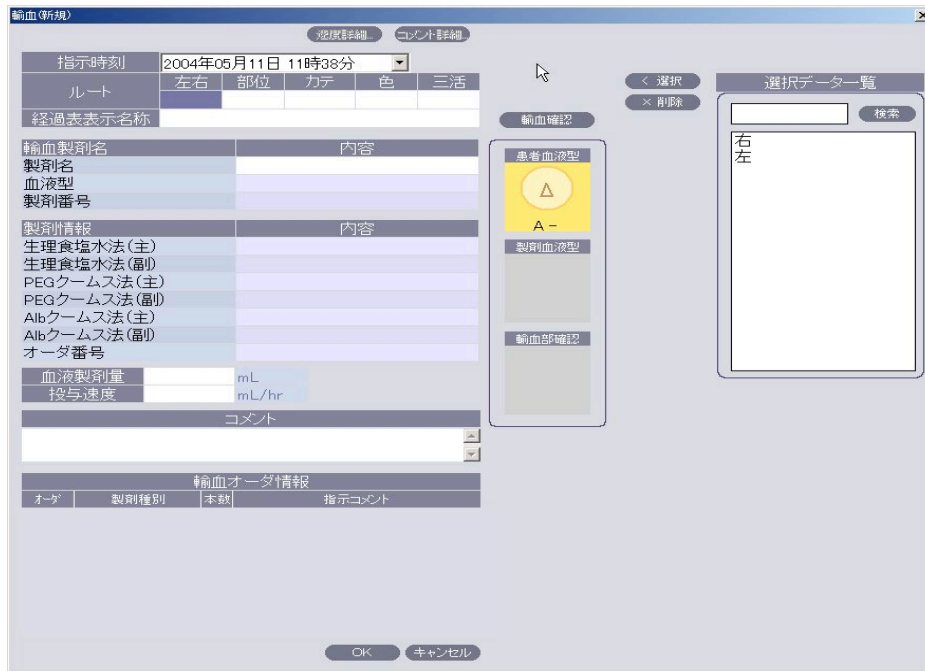 輸血(新規)
速度詳細... コメント詳細...
指示時刻 2004年05月11日 11時38分
ルート 左右 部位 カテ 色 三活
経過表表示名称
< 選択
× 削除
輸血確認
選択データ一覧
検索
右
左
輸血製剤名 内容
製剤名
血液型
製剤番号
製剤情報 内容
生理食塩水法(主)
生理食塩水法(副)
PEGクームス法(主)
PEGクームス法(副)
Albクームス法(主)
Albクームス法(副)
オーダ番号
患者血液型
A
A －
製剤血液型
輸血部確認
血液製剤量 mL
投与速度 mL/hr
コメント
輸血オーダ情報
オーダ 製剤種別 本数 指示コメント
OK キャンセル